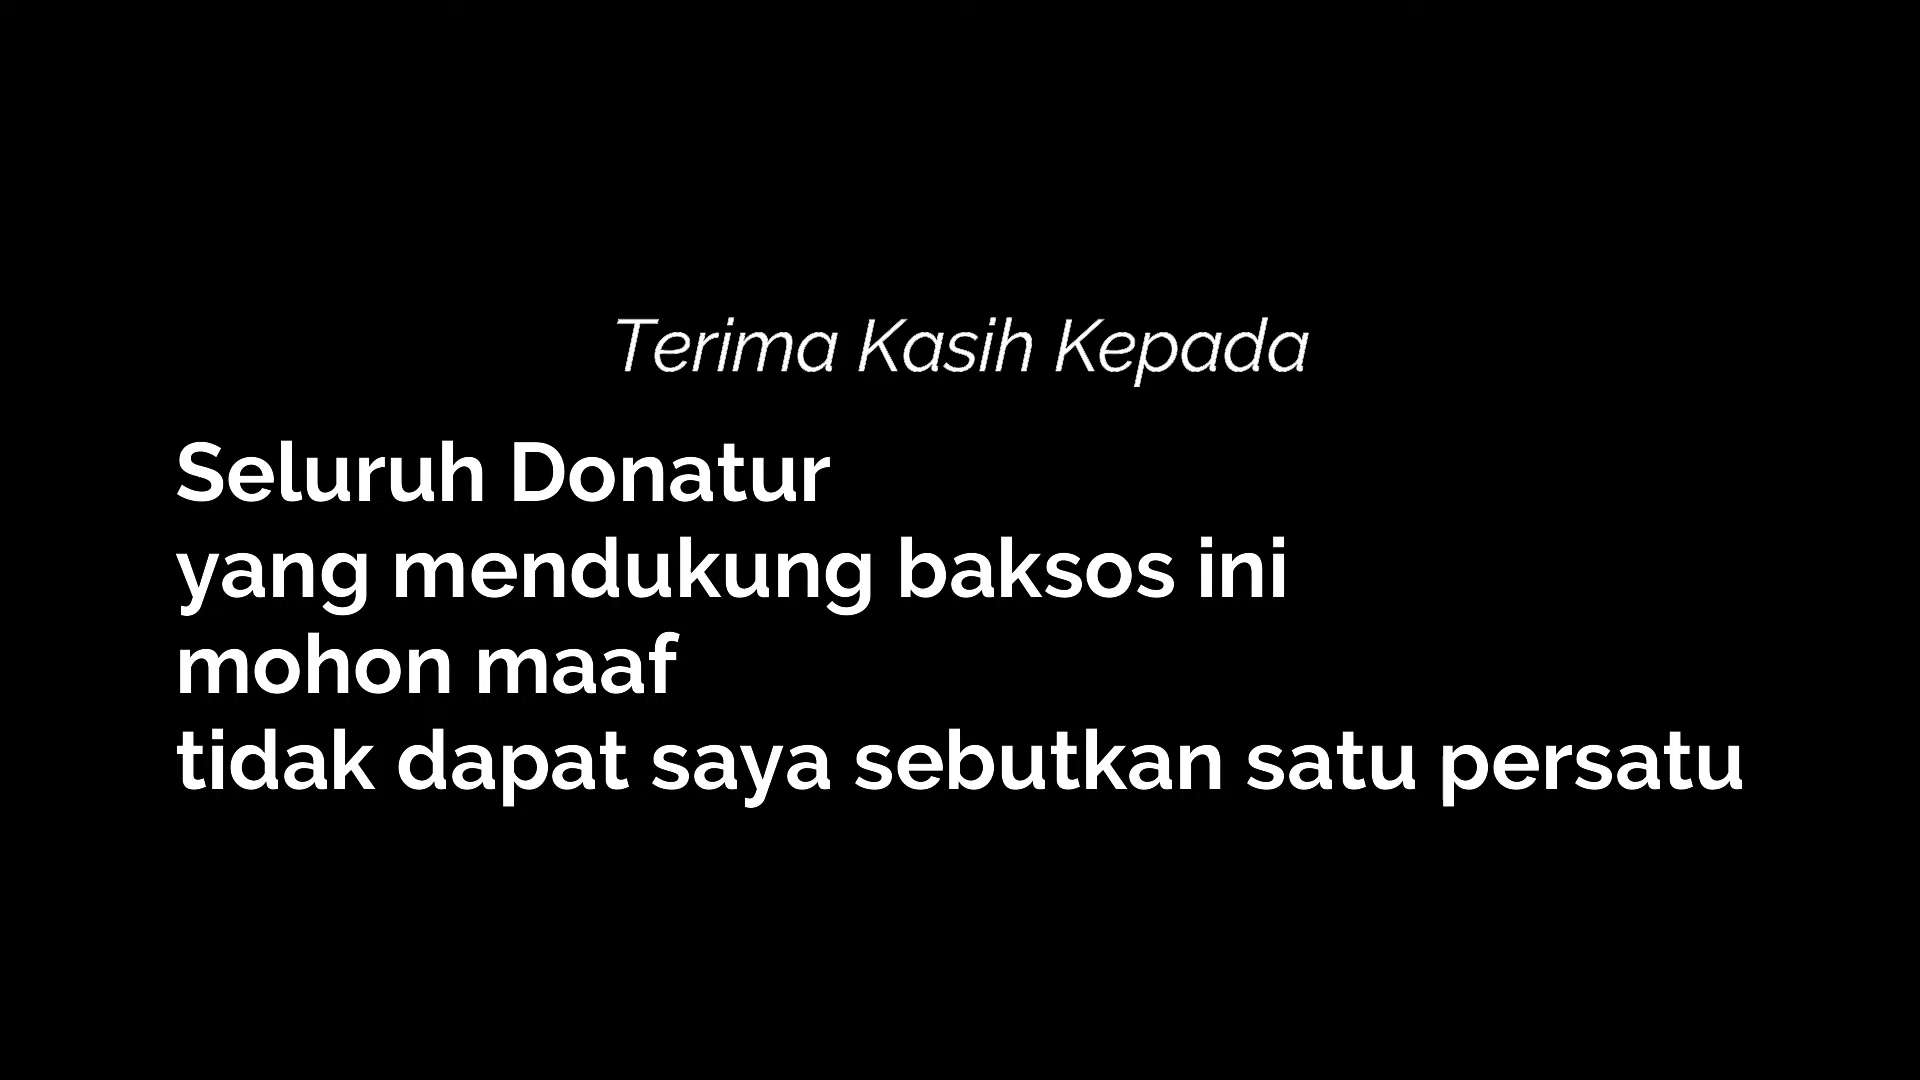 Terima Kasih Kepada
Seluruh Donatur
yang mendukung baksos ini
mohon maaf
tidak dapat saya sebutkan satu persatu